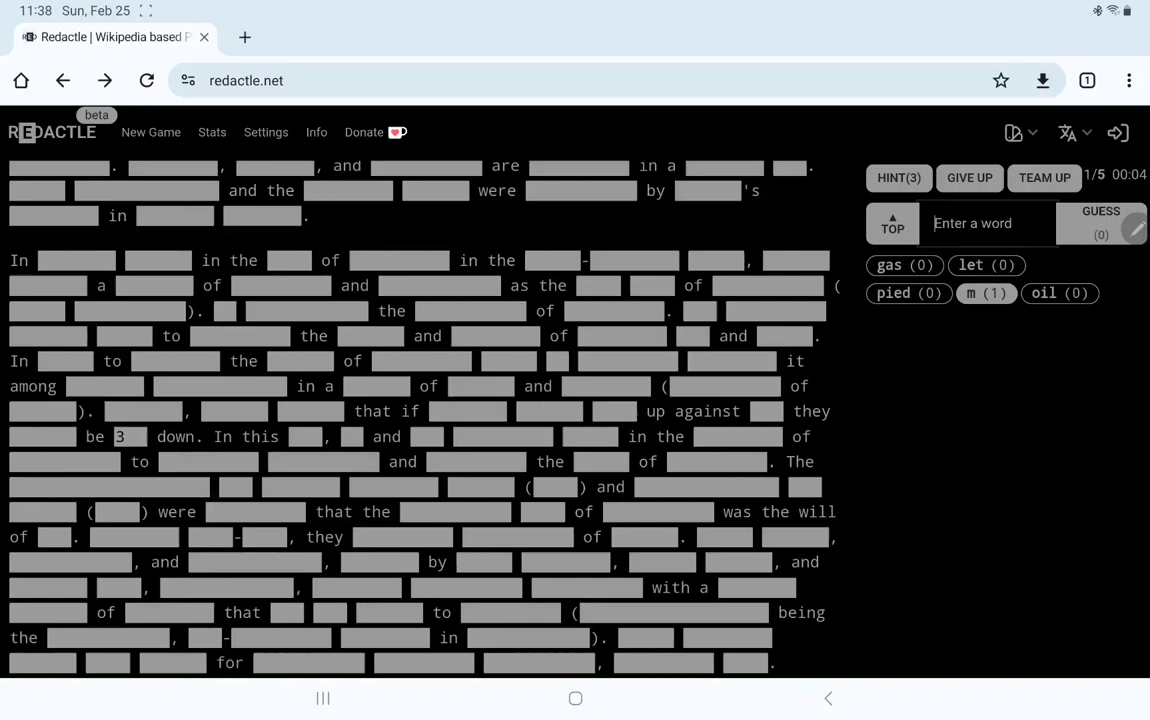 11:38 Sun, Feb 25
Redactle | Wikipedia based P
redactle.net
beta
REDACTLE New Game Stats Settings Info Donate
. , , and are in a .
and the were by 's
in .
HINT(3) GIVE UP TEAM UP 1/5 00:04
TOP Enter a word GUESS (0)
gas (0) let (0)
pied (0) m (1) oil (0)
In in the of in the - ,
a of and as the of (
). the of .
to the and of and .
In to the of it
among in a of and ( of
). , that if up against they
be 3 down. In this , and in the of
to and the of . The
( ) and
( ) were that the of was the will
of . - , they of . ,
, and , by , , and
, , with a
of that to ( being
the , - in ).
for , .